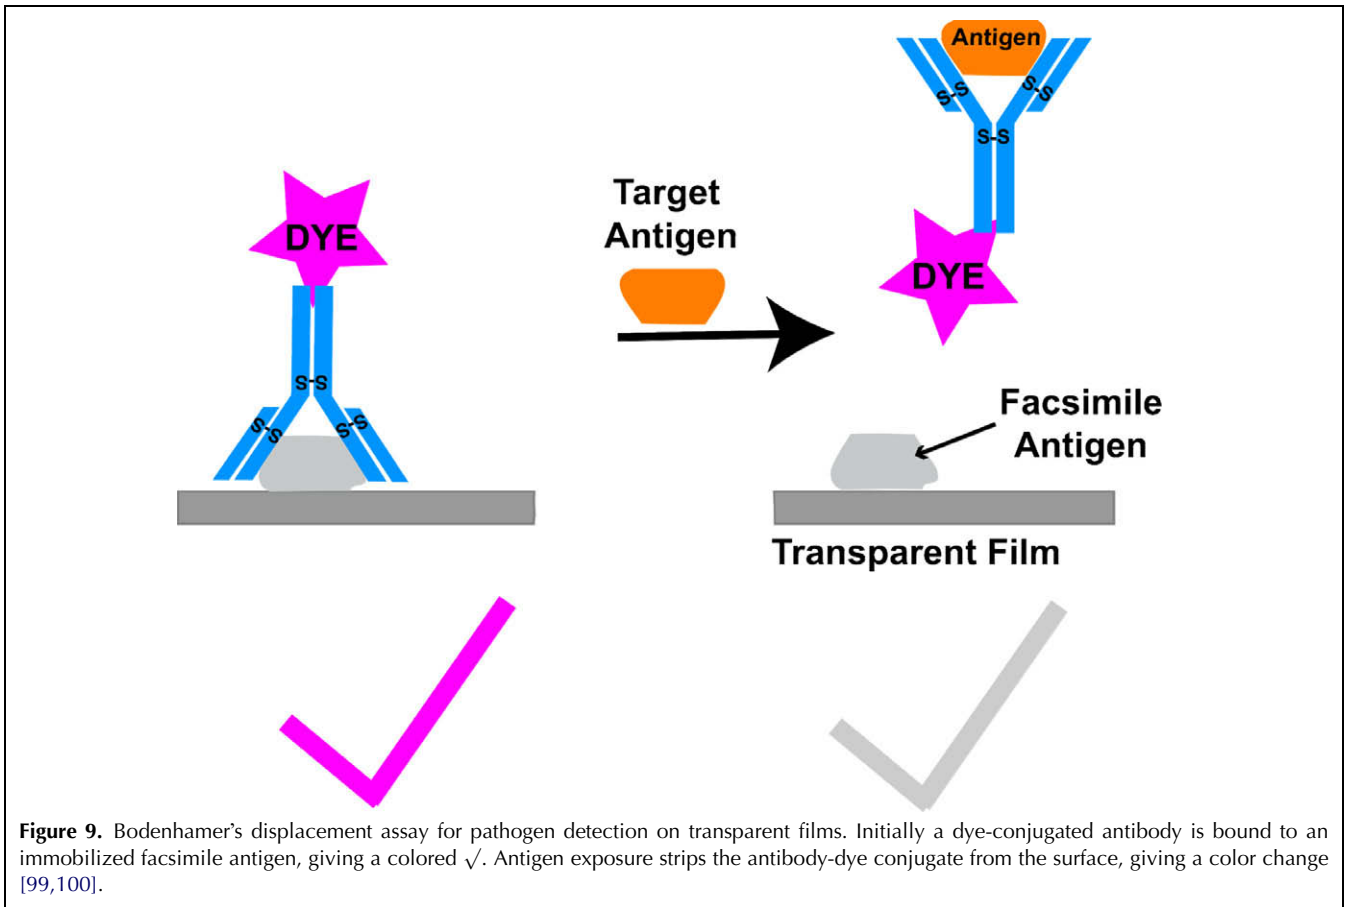 Antigen
S-S
S-S
S-S
DYE
Target
Antigen
DYE
S-S
S-S
S-S
Facsimile
Antigen
Transparent Film
Figure 9. Bodenhamer’s displacement assay for pathogen detection on transparent films. Initially a dye-conjugated antibody is bound to an
immobilized facsimile antigen, giving a colored √. Antigen exposure strips the antibody-dye conjugate from the surface, giving a color change
[99,100].